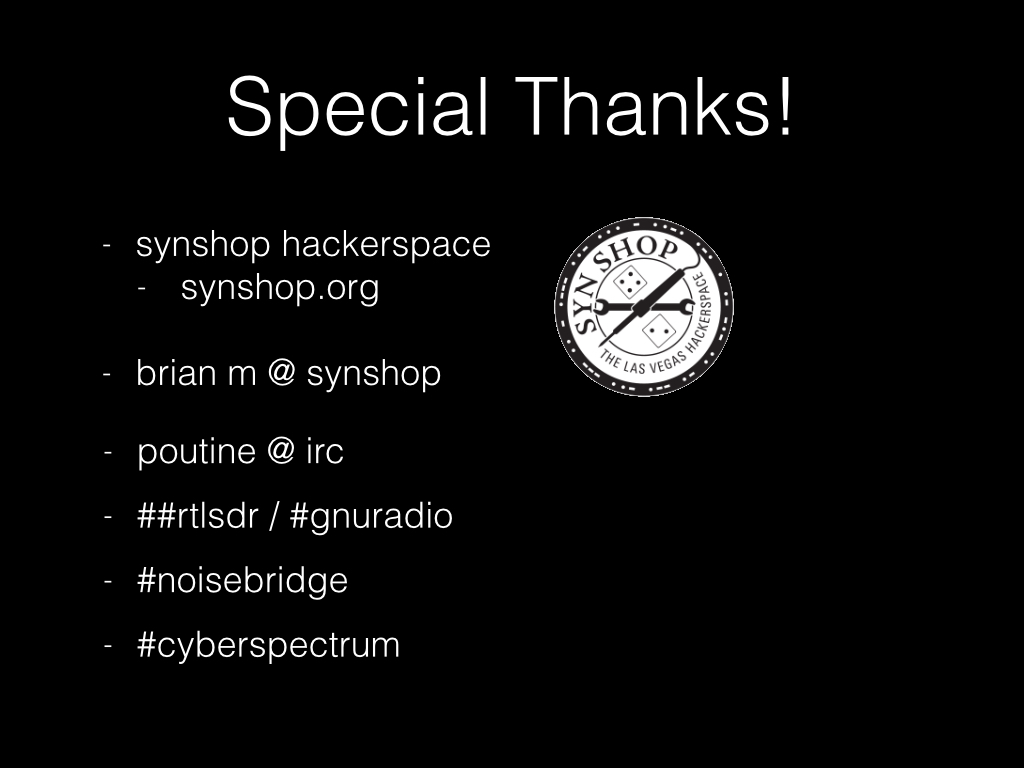 Special Thanks!
- synshop hackerspace
- synshop.org
- brian m @ synshop
- poutine @ irc
- ##rtlsdr / #gnuradio
- #noisebridge
- #cyberspectrum
SYN SHOP
THE LAS VEGAS HACKERSPACE